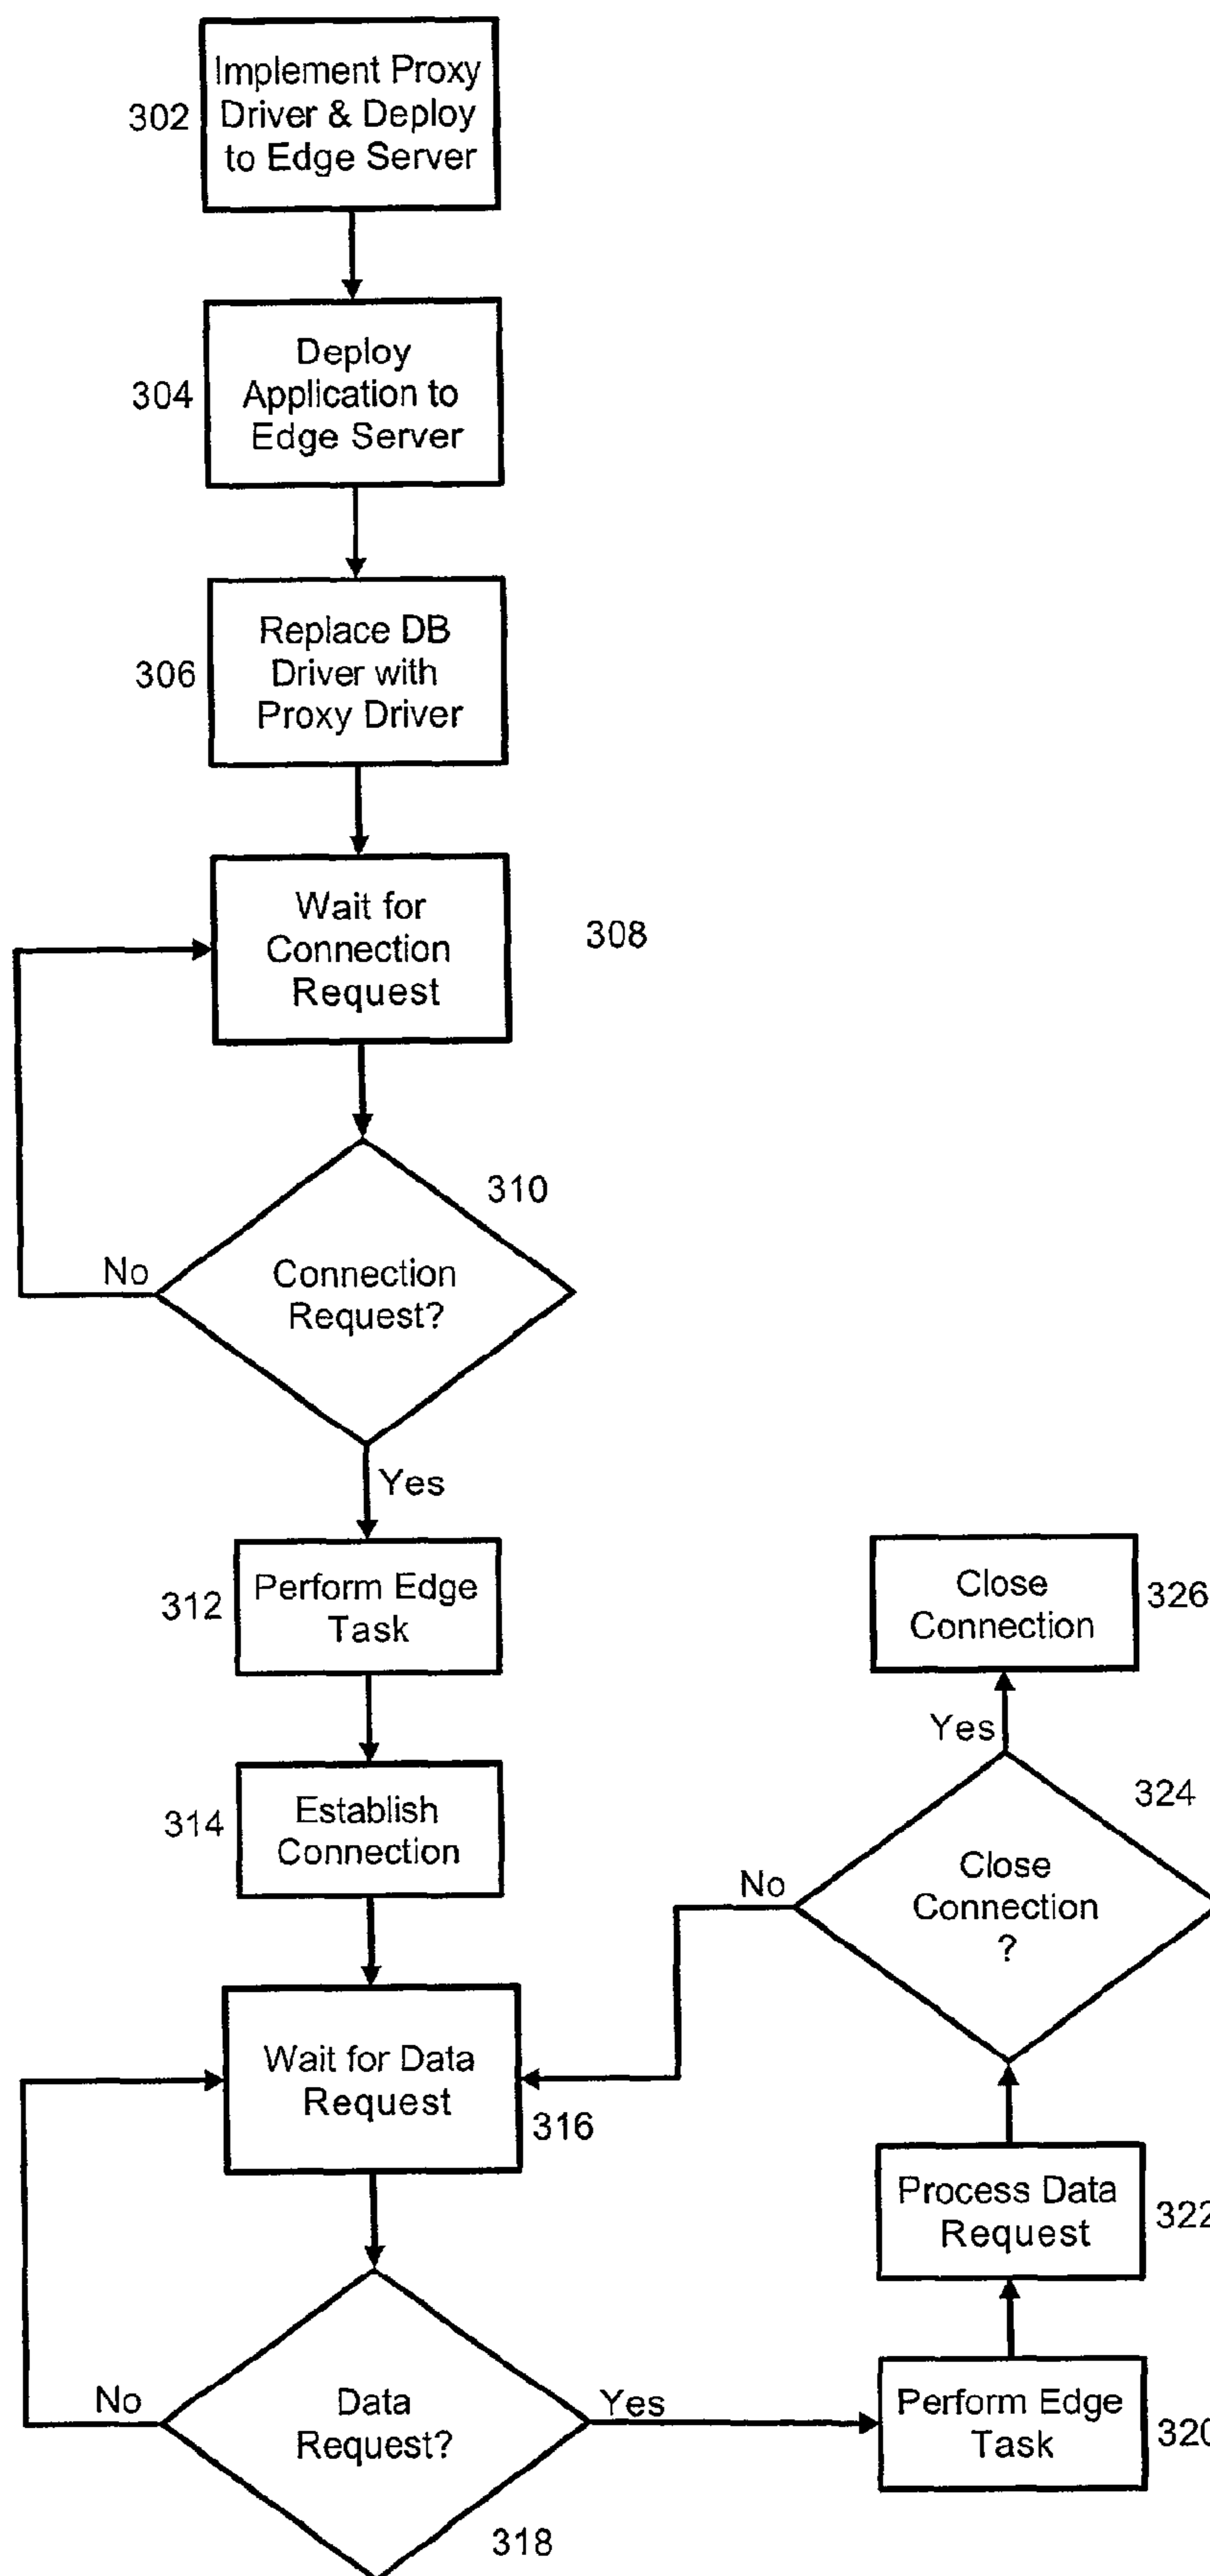 302
Implement Proxy
Driver & Deploy
to Edge Server
304
Deploy
Application to
Edge Server
306
Replace DB
Driver with
Proxy Driver
Wait for
Connection
Request
308
310
No
Connection
Request?
Yes
312
Perform Edge
Task
314
Establish
Connection
Wait for Data
Request
316
No
Data
Request?
318
Yes
Perform Edge
Task
320
Process Data
Request
322
Close
Connection
?
324
No
Yes
Close
Connection
326